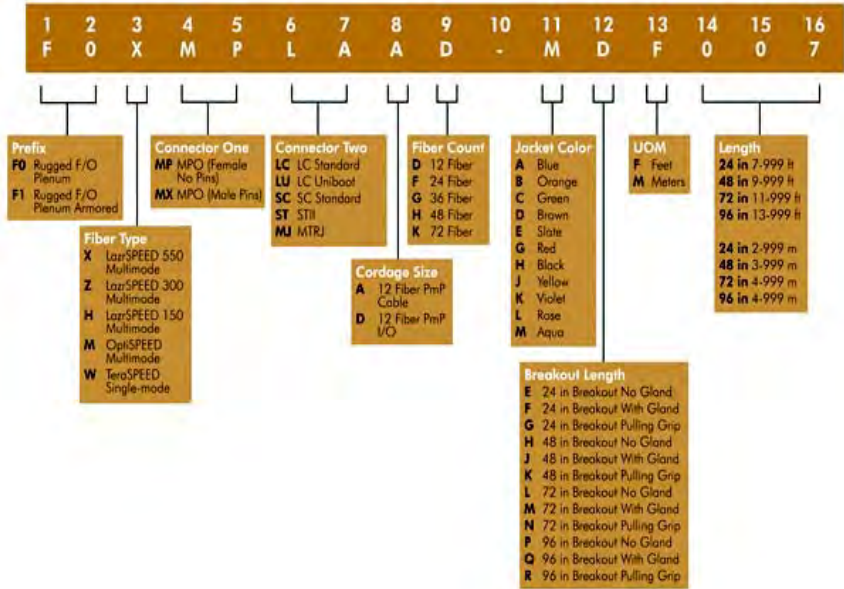 1 2 3 4 5 6 7 8 9 10 11 12 13 14 15 16
F 0 X M P L A A D - M D F 0 0 7
Prefix
F0 Rugged F/O
Plenum
F1 Rugged F/O
Plenum Armored
Fiber Type
X LazrSPEED 550
Multimode
Z LazrSPEED 300
Multimode
H LazrSPEED 150
Multimode
M OptiSPEED
Multimode
W TeraSPEED
Single-mode
Connector One
MP MPO (Female
No Pins)
MX MPO (Male Pins)
Connector Two
LC LC Standard
LU LC Uniboot
SC SC Standard
ST STII
MJ MTRJ
Cordage Size
A 12 Fiber PmP
Cable
D 12 Fiber PmP
I/O
Fiber Count
D 12 Fiber
F 24 Fiber
G 36 Fiber
H 48 Fiber
K 72 Fiber
Jacket Color
A Blue
B Orange
C Green
D Brown
E Slate
G Red
H Black
J Yellow
K Violet
L Rose
M Aqua
Breakout Length
E 24 in Breakout No Gland
F 24 in Breakout With Gland
G 24 in Breakout Pulling Grip
H 48 in Breakout No Gland
J 48 in Breakout With Gland
K 48 in Breakout Pulling Grip
L 72 in Breakout No Gland
M 72 in Breakout With Gland
N 72 in Breakout Pulling Grip
P 96 in Breakout No Gland
Q 96 in Breakout With Gland
R 96 in Breakout Pulling Grip
UOM
F Feet
M Meters
Length
24 in 7-999 ft
48 in 9-999 ft
72 in 11-999 ft
96 in 13-999 ft
24 in 2-999 m
48 in 3-999 m
72 in 4-999 m
96 in 4-999 m